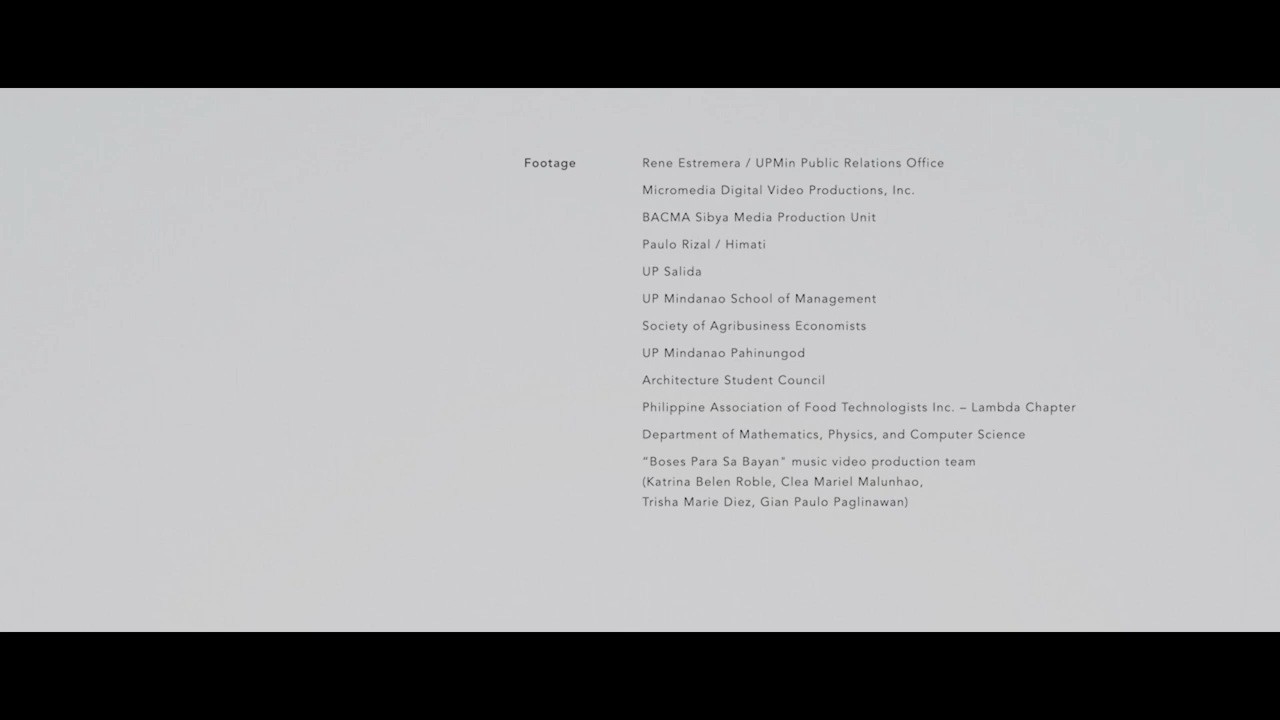 Footage
Rene Estremera / UPMin Public Relations Office
Micromedia Digital Video Productions, Inc.
BACMA Sibya Media Production Unit
Paulo Rizal / Himati
UP Salida
UP Mindanao School of Management
Society of Agribusiness Economists
UP Mindanao Pahinungod
Architecture Student Council
Philippine Association of Food Technologists Inc. – Lambda Chapter
Department of Mathematics, Physics, and Computer Science
“Boses Para Sa Bayan" music video production team
(Katrina Belen Roble, Clea Mariel Malunhao,
Trisha Marie Diez, Gian Paulo Paglinawan)